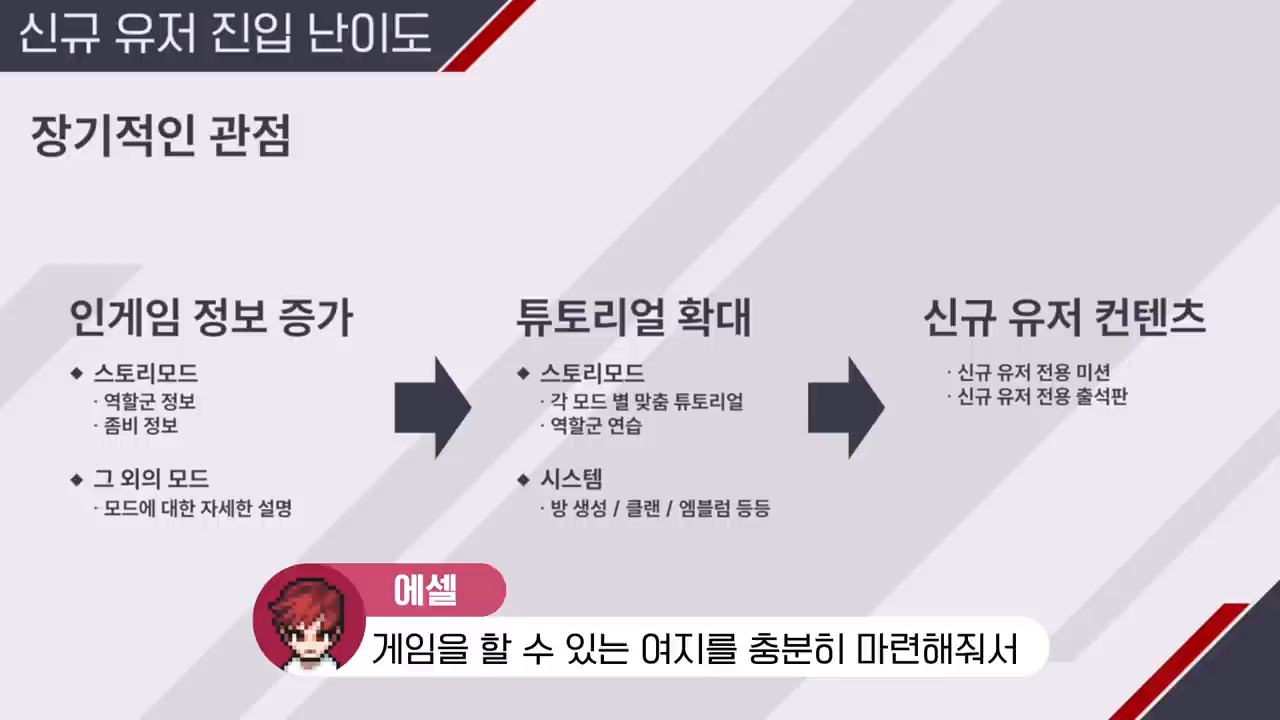 신규 유저 진입 난이도
장기적인 관점
인게임 정보 증가
◆ 스토리모드
· 역할군 정보
· 좀비 정보
◆ 그 외의 모드
· 모드에 대한 자세한 설명
튜토리얼 확대
◆ 스토리모드
· 각 모드 별 맞춤 튜토리얼
· 역할군 연습
◆ 시스템
· 방 생성 / 클랜 / 엠블럼 등등
신규 유저 컨텐츠
· 신규 유저 전용 미션
· 신규 유저 전용 출석판
에셀
게임을 할 수 있는 여지를 충분히 마련해줘서